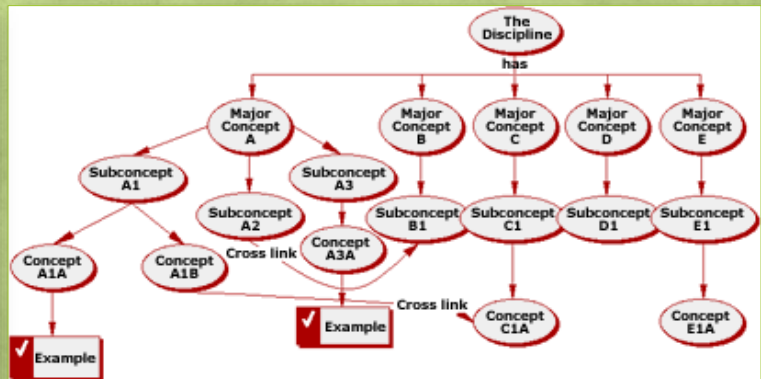 The
Discipline
has
Major
Concept
A
Major
Concept
B
Major
Concept
C
Major
Concept
D
Major
Concept
E
Subconcept
A1
Subconcept
A2
Subconcept
A3
Subconcept
B1
Subconcept
C1
Subconcept
D1
Subconcept
E1
Concept
A1A
Concept
A1B
Cross link
Concept
A3A
Cross link
Concept
C1A
Concept
E1A
Example
Example